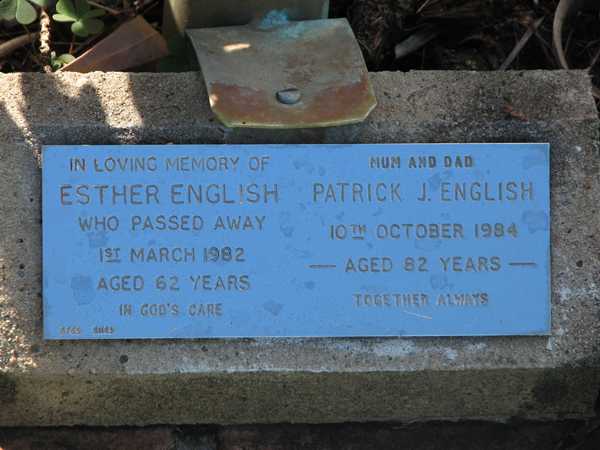 IN LOVING MEMORY OF
ESTHER ENGLISH
WHO PASSED AWAY
1ST MARCH 1982
AGED 62 YEARS
IN GOD'S CARE
MUM AND DAD
PATRICK J. ENGLISH
10TH OCTOBER 1984
— AGED 82 YEARS —
TOGETHER ALWAYS